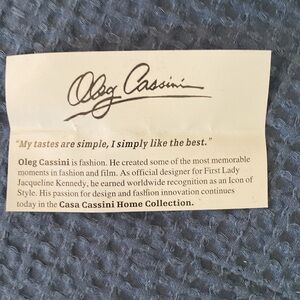 Oleg Cassini
"My tastes are simple, I simply like the best."
Oleg Cassini is fashion. He created some of the most memorable
moments in fashion and film. As official designer for First Lady
Jacqueline Kennedy, he earned worldwide recognition as an Icon of
Style. His passion for design and fashion innovation continues
today in the Casa Cassini Home Collection.